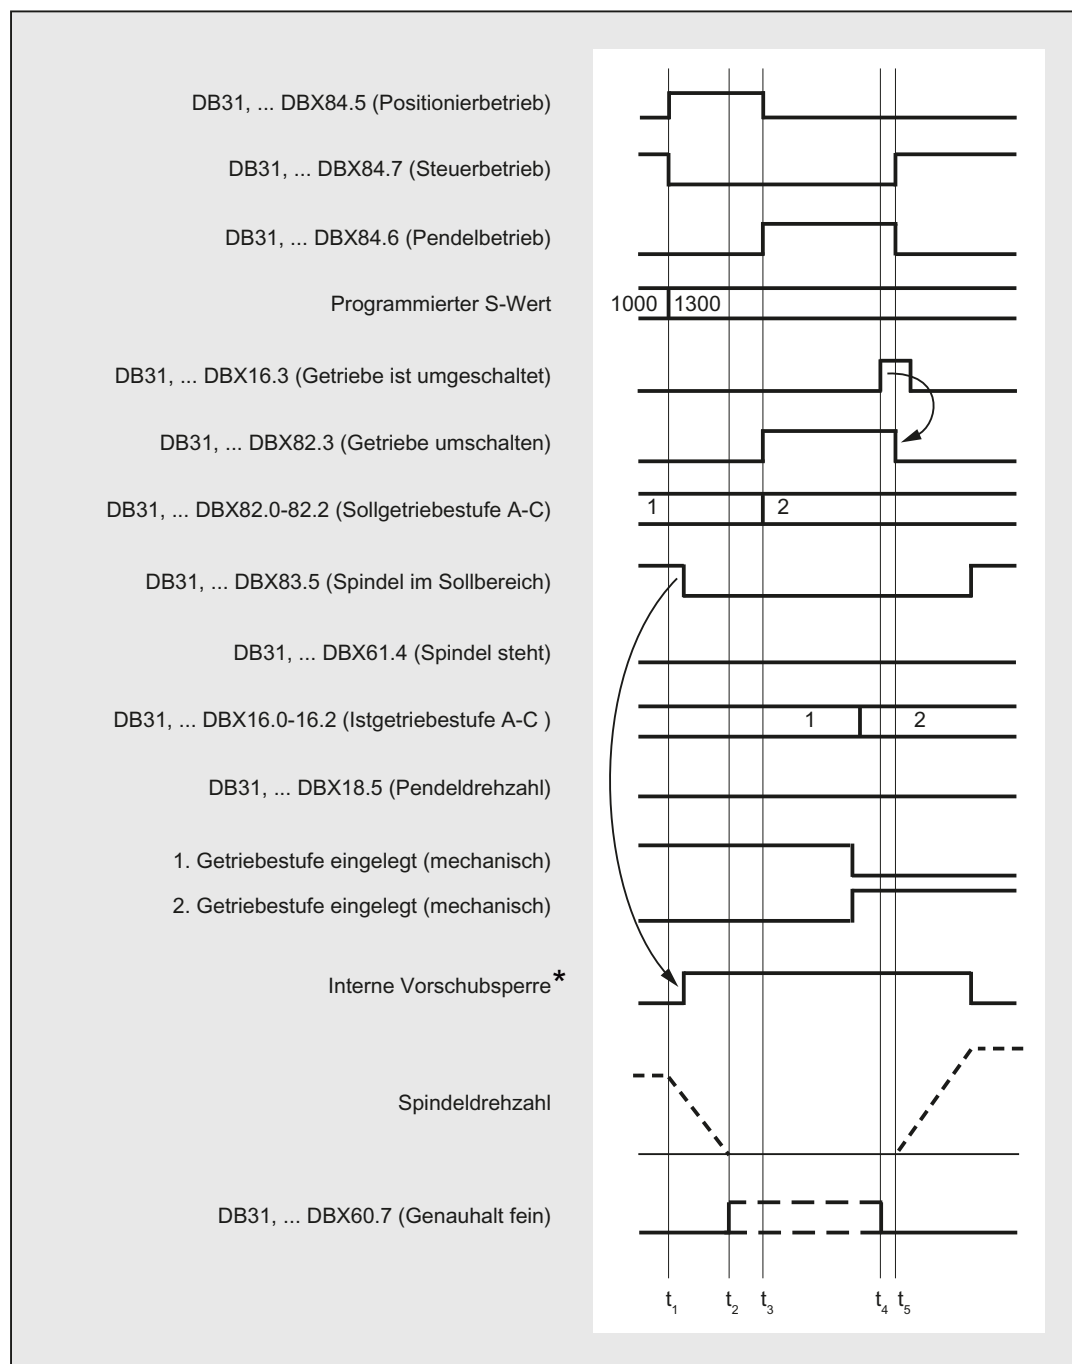 DB31, ... DBX84.5 (Positionierbetrieb)
DB31, ... DBX84.7 (Steuerbetrieb)
DB31, ... DBX84.6 (Pendelbetrieb)
Programmierter S-Wert 1000 1300
DB31, ... DBX16.3 (Getriebe ist umgeschaltet)
DB31, ... DBX82.3 (Getriebe umschalten)
DB31, ... DBX82.0-82.2 (Sollgetriebestufe A-C) 1 2
DB31, ... DBX83.5 (Spindel im Sollbereich)
DB31, ... DBX61.4 (Spindel steht)
DB31, ... DBX16.0-16.2 (Istgetriebestufe A-C ) 1 2
DB31, ... DBX18.5 (Pendeldrehzahl)
1. Getriebestufe eingelegt (mechanisch)
2. Getriebestufe eingelegt (mechanisch)
Interne Vorschubsperre*
Spindeldrehzahl
DB31, ... DBX60.7 (Genauhalt fein)
t1 t2 t3 t4 t5